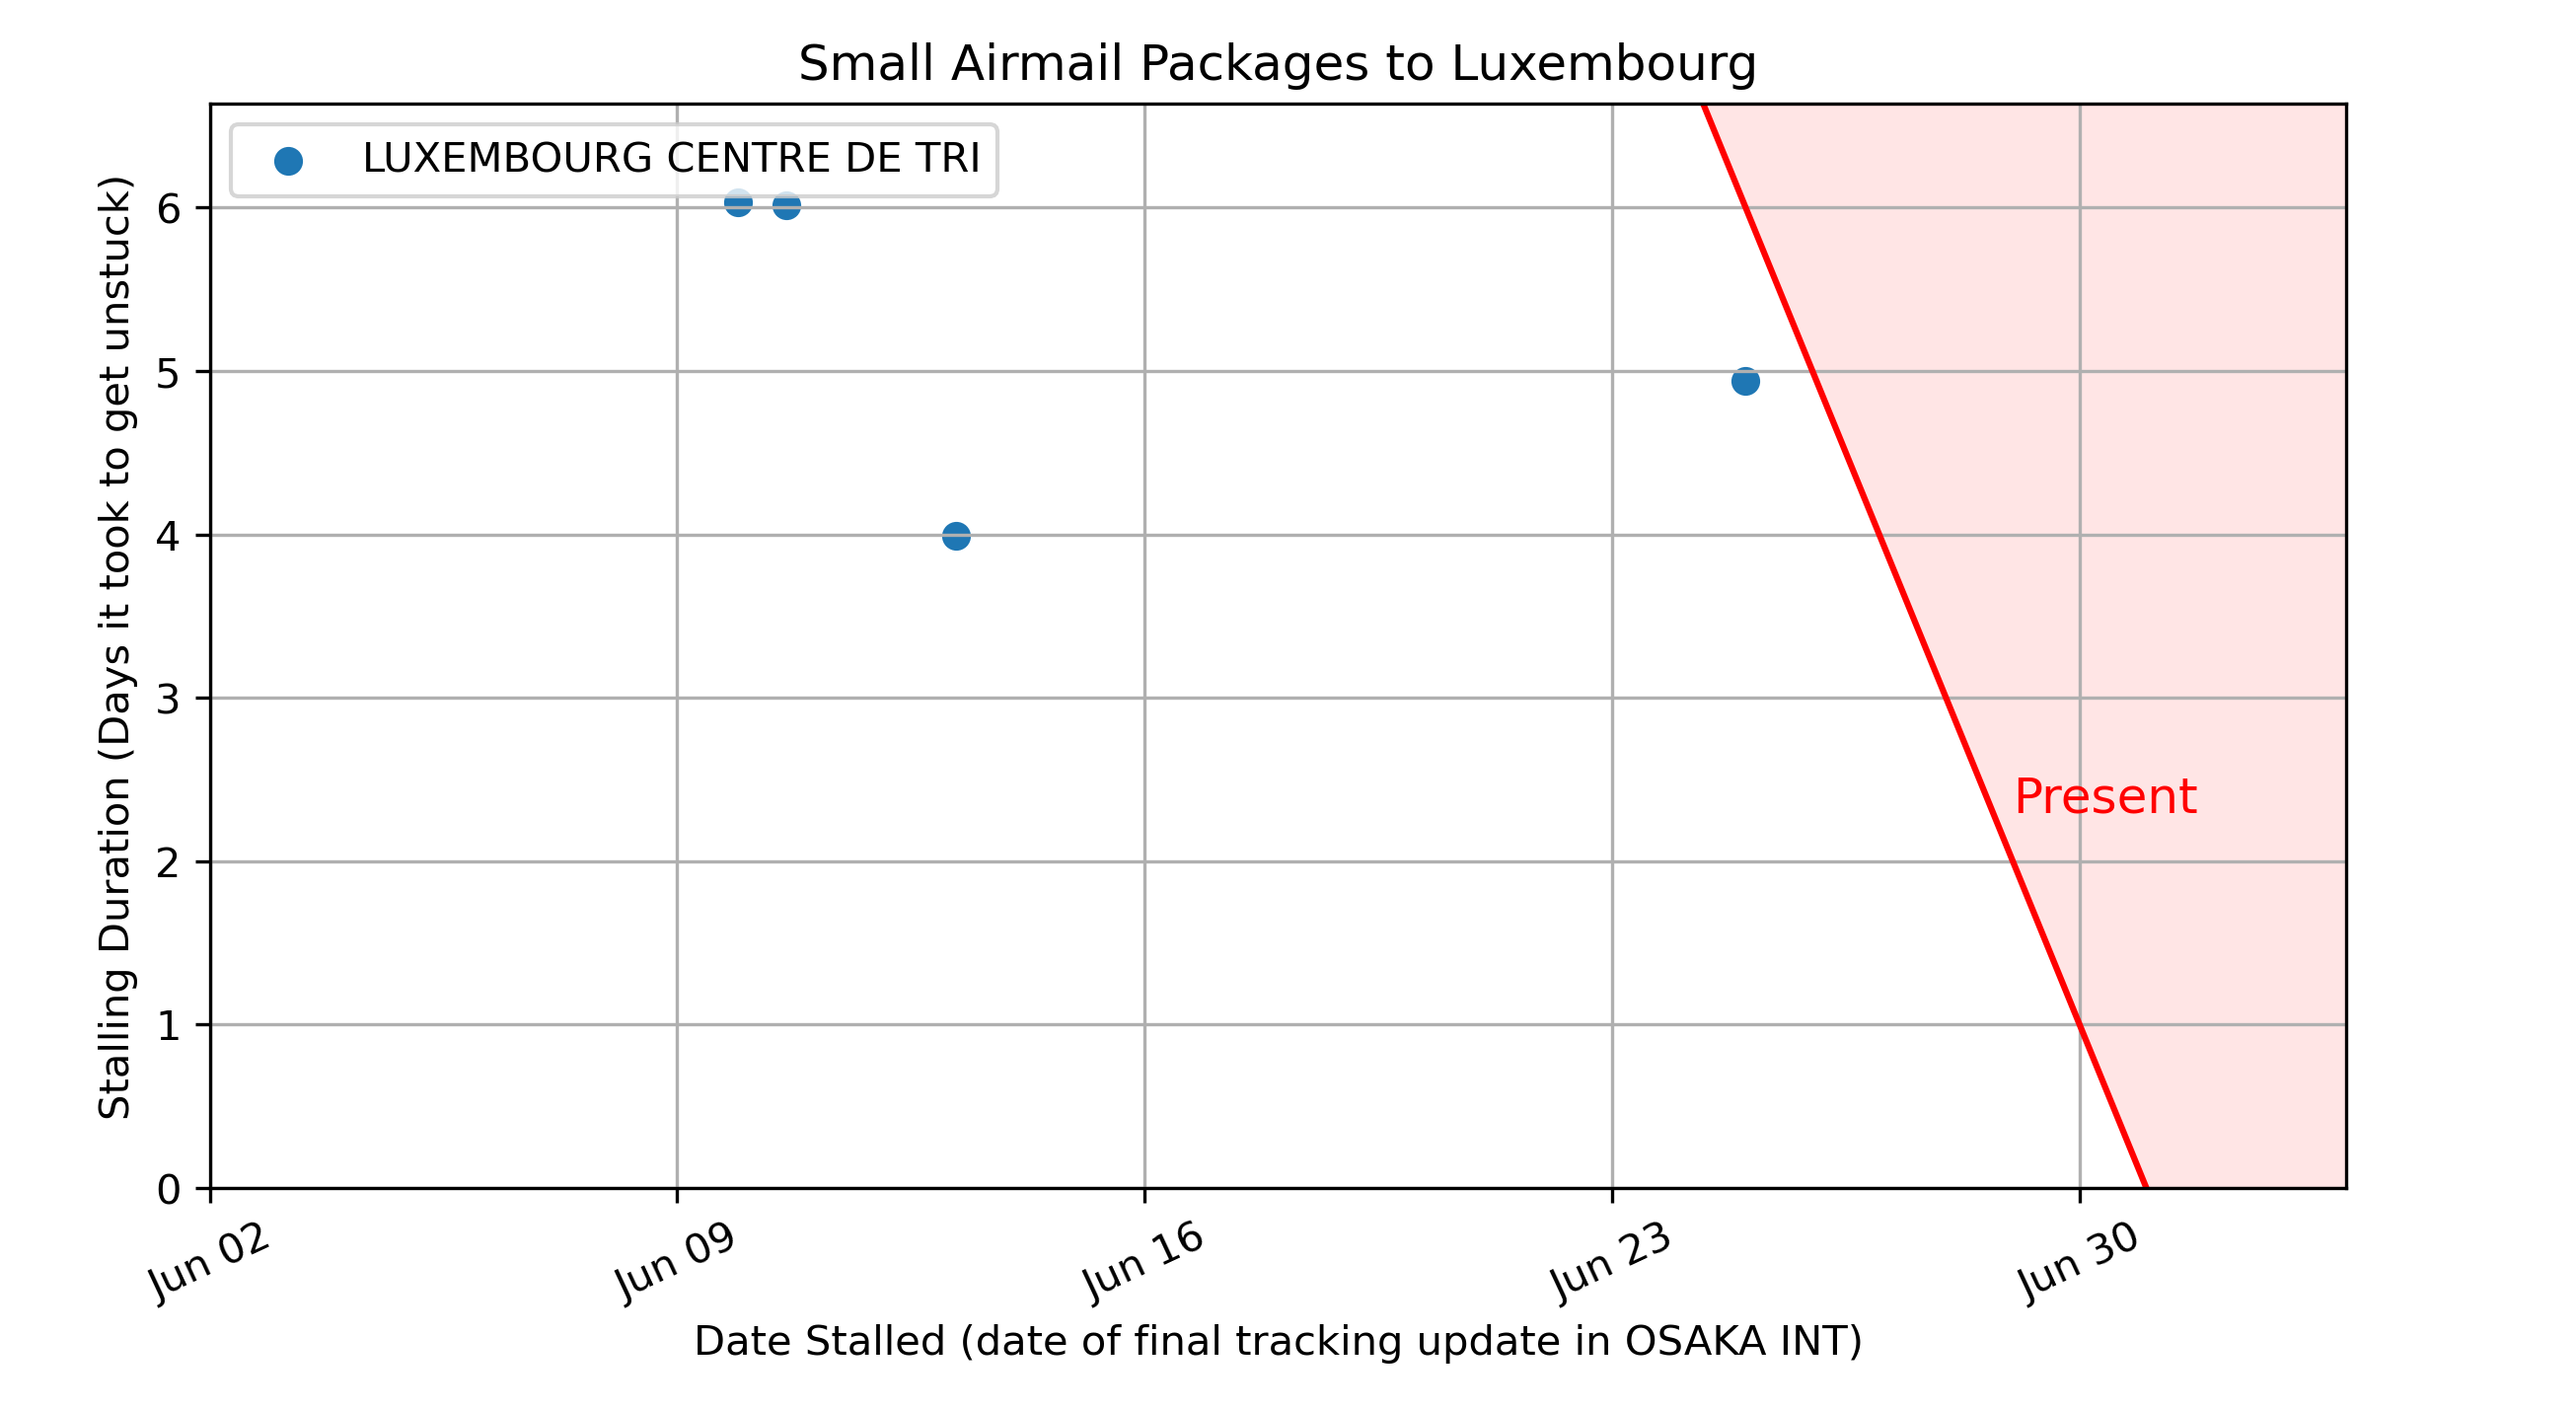 Small Airmail Packages to Luxembourg
LUXEMBOURG CENTRE DE TRI
Stalling Duration (Days it took to get unstuck)
6
5
4
3
2
1
0
Present
Jun 02
Jun 09
Jun 16
Jun 23
Jun 30
Date Stalled (date of final tracking update in OSAKA INT)